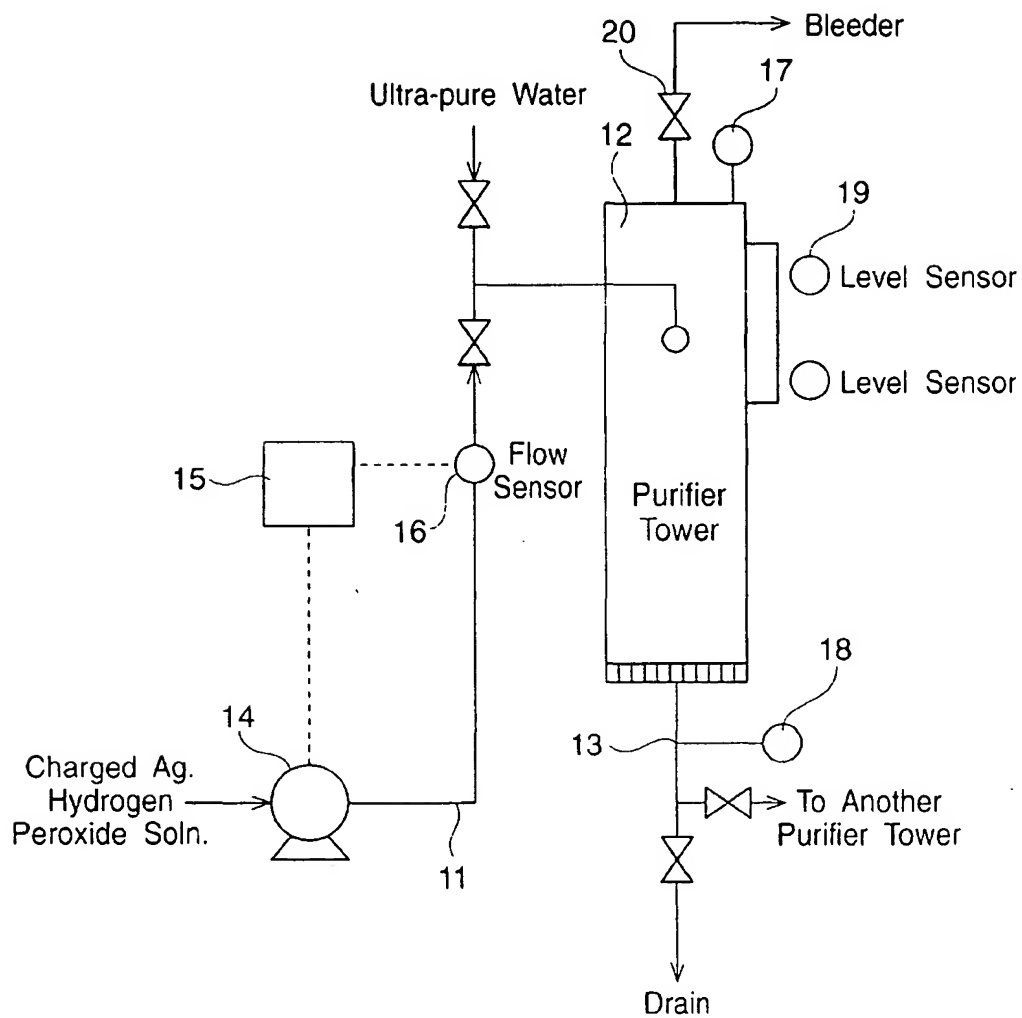 20
Bleeder
17
Ultra-pure Water
12
19
Level Sensor
Level Sensor
15
Flow
Sensor
16
Purifier
Tower
18
14
13
Charged Ag.
Hydrogen
Peroxide Soln.
11
To Another
Purifier Tower
Drain